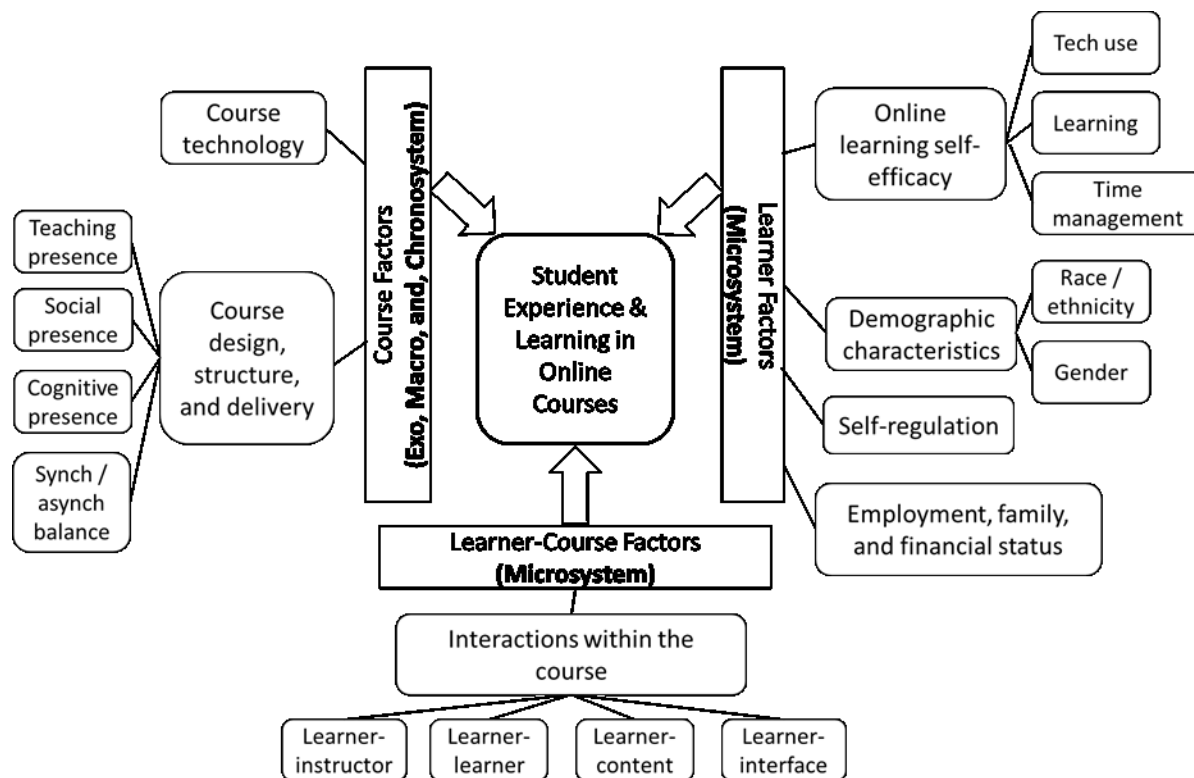 Course
technology
Teaching
presence
Social
presence
Cognitive
presence
Synch /
asynch
balance
Course
design,
structure,
and delivery
Course Factors
(Exo, Macro, and, Chronosystem)
Student
Experience &
Learning in
Online
Courses
Learner Factors
(Microsystem)
Online
learning self-
efficacy
Tech use
Learning
Time
management
Demographic
characteristics
Race /
ethnicity
Gender
Self-regulation
Employment, family,
and financial status
Learner-Course Factors
(Microsystem)
Interactions within the
course
Learner-
instructor
Learner-
learner
Learner-
content
Learner-
interface